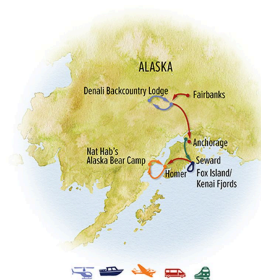 ALASKA
Denali Backcountry Lodge
Fairbanks
Anchorage
Nat Hab's
Alaska Bear Camp
Seward
Homer
Fox Island/
Kenai Fjords